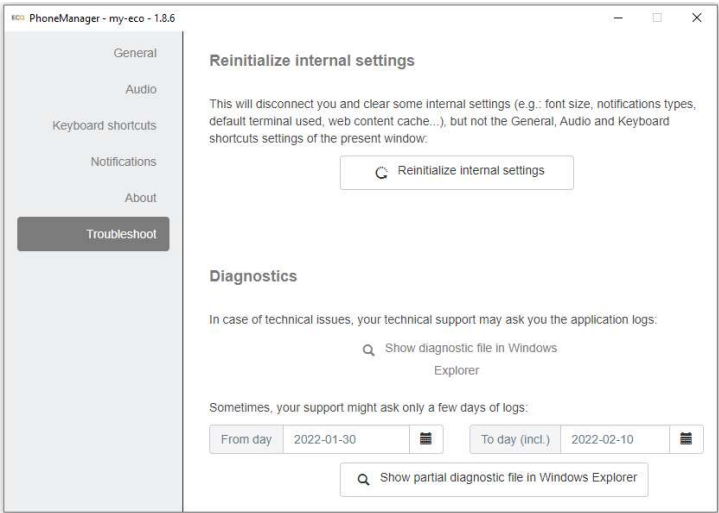 ECO PhoneManager - my-eco - 1.8.6
General
Audio
Keyboard shortcuts
Notifications
About
Troubleshoot
Reinitialize internal settings
This will disconnect you and clear some internal settings (e.g.: font size, notifications types,
default terminal used, web content cache...), but not the General, Audio and Keyboard
shortcuts settings of the present window:
Reinitialize internal settings
Diagnostics
In case of technical issues, your technical support may ask you the application logs:
Show diagnostic file in Windows
Explorer
Sometimes, your support might ask only a few days of logs:
From day 2022-01-30 To day (incl.) 2022-02-10
Show partial diagnostic file in Windows Explorer